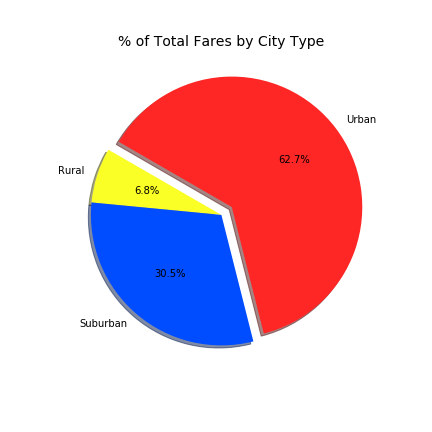 % of Total Fares by City Type
Urban
62.7%
Rural
6.8%
30.5%
Suburban